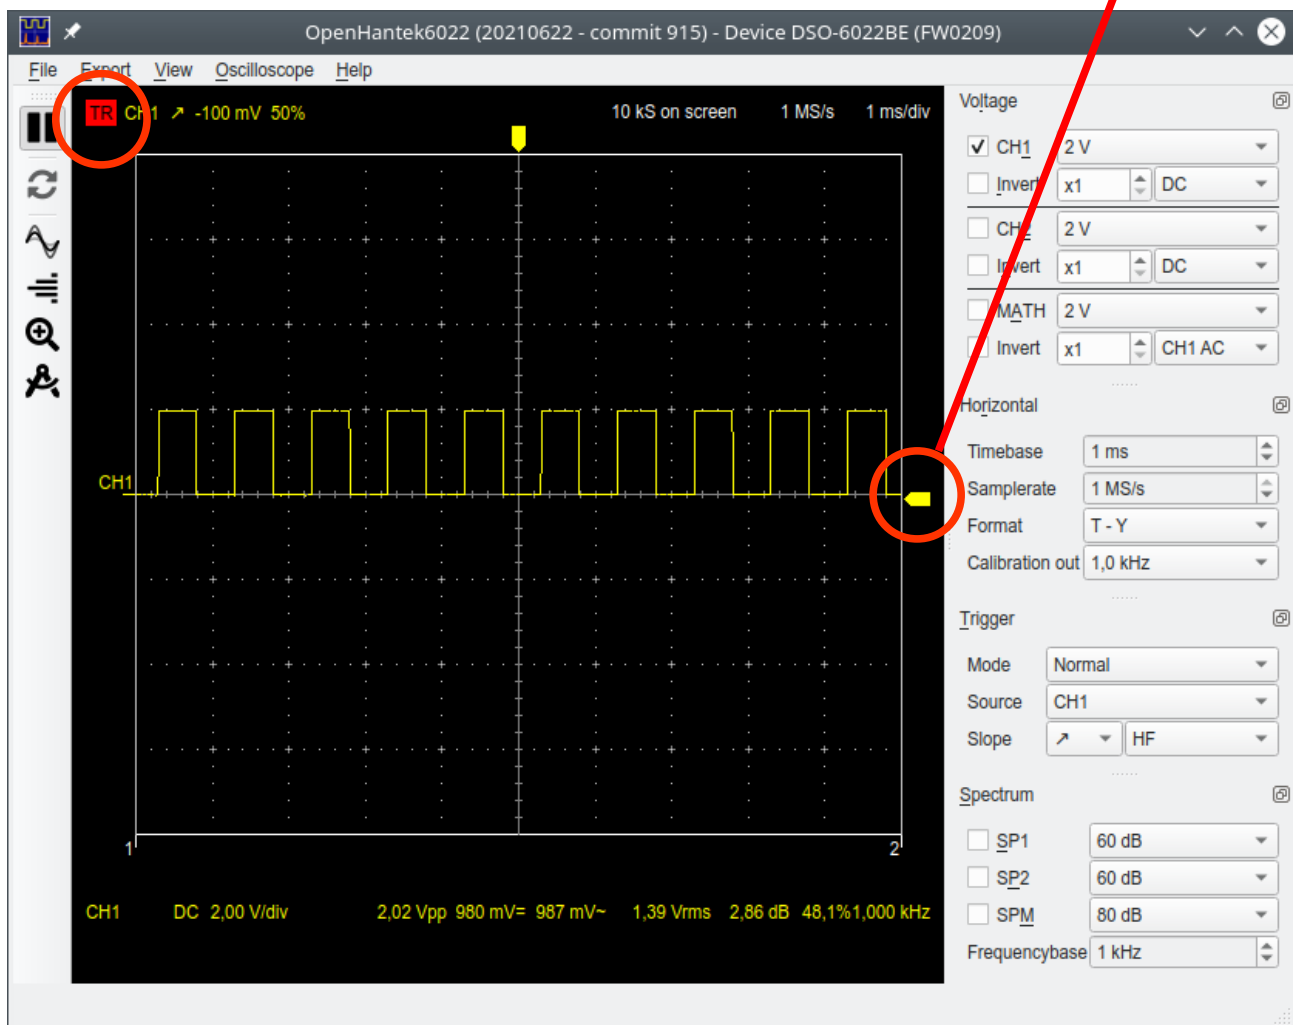 OpenHantek6022 (20210622 - commit 915) - Device DSO-6022BE (FW0209)
File Export View Oscilloscope Help
TR CH1 ↗ -100 mV 50% 10 kS on screen 1 MS/s 1 ms/div
CH1
1 2
CH1 DC 2,00 V/div 2,02 Vpp 980 mV= 987 mV~ 1,39 Vrms 2,86 dB 48,1% 1,000 kHz
Voltage
CH1 2 V
Invert x1 DC
CH2 2 V
Invert x1 DC
MATH 2 V
Invert x1 CH1 AC
Horizontal
Timebase 1 ms
Samplerate 1 MS/s
Format T - Y
Calibration out 1,0 kHz
Trigger
Mode Normal
Source CH1
Slope ↗ HF
Spectrum
SP1 60 dB
SP2 60 dB
SPM 80 dB
Frequencybase 1 kHz